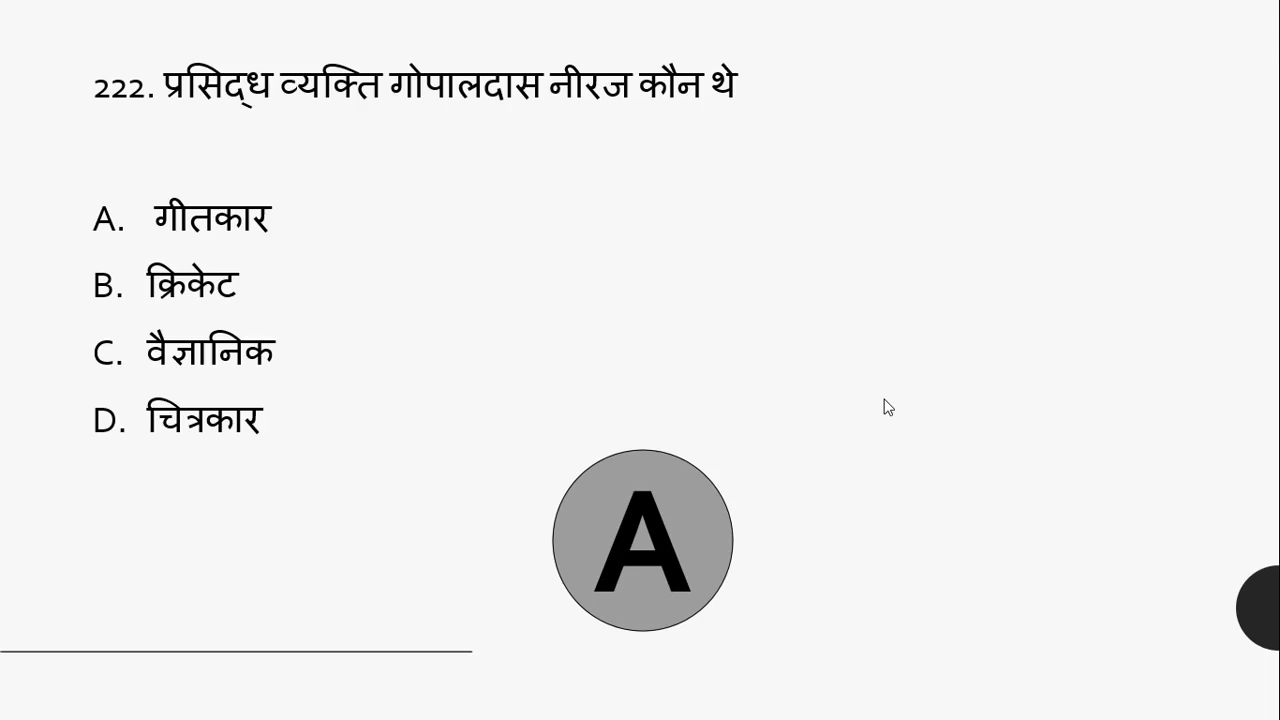 222. प्रसिद्ध व्यक्ति गोपालदास नीरज कौन थे
A. गीतकार
B. क्रिकेट
C. वैज्ञानिक
D. चित्रकार
A